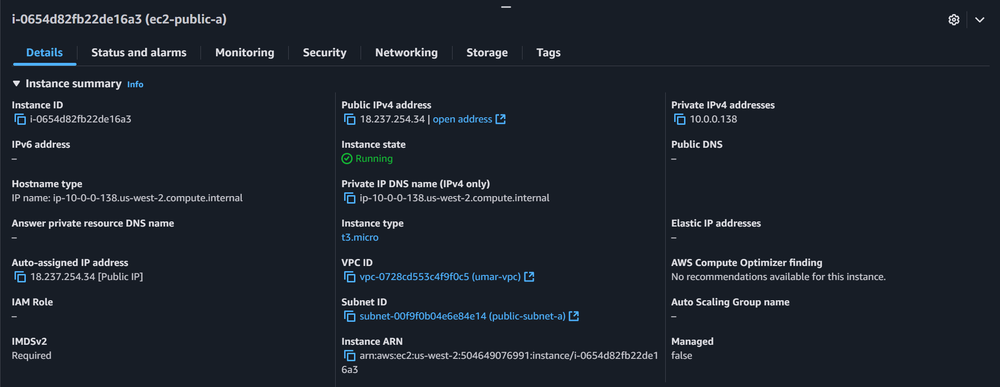 i-0654d82fb22de16a3 (ec2-public-a)
Details
Status and alarms
Monitoring
Security
Networking
Storage
Tags
Instance summary Info
Instance ID
i-0654d82fb22de16a3
Public IPv4 address
18.237.254.34 | open address
Private IPv4 addresses
10.0.0.138
IPv6 address
–
Instance state
Running
Public DNS
–
Hostname type
IP name: ip-10-0-0-138.us-west-2.compute.internal
Private IP DNS name (IPv4 only)
ip-10-0-0-138.us-west-2.compute.internal
Answer private resource DNS name
–
Instance type
t3.micro
Elastic IP addresses
–
Auto-assigned IP address
18.237.254.34 [Public IP]
VPC ID
vpc-0728cd553c4f9f0c5 (umar-vpc)
AWS Compute Optimizer finding
No recommendations available for this instance.
IAM Role
–
Subnet ID
subnet-00f9f0b04e6e84e14 (public-subnet-a)
Auto Scaling Group name
–
IMDSv2
Required
Instance ARN
arn:aws:ec2:us-west-2:504649076991:instance/i-0654d82fb22de1
6a3
Managed
false